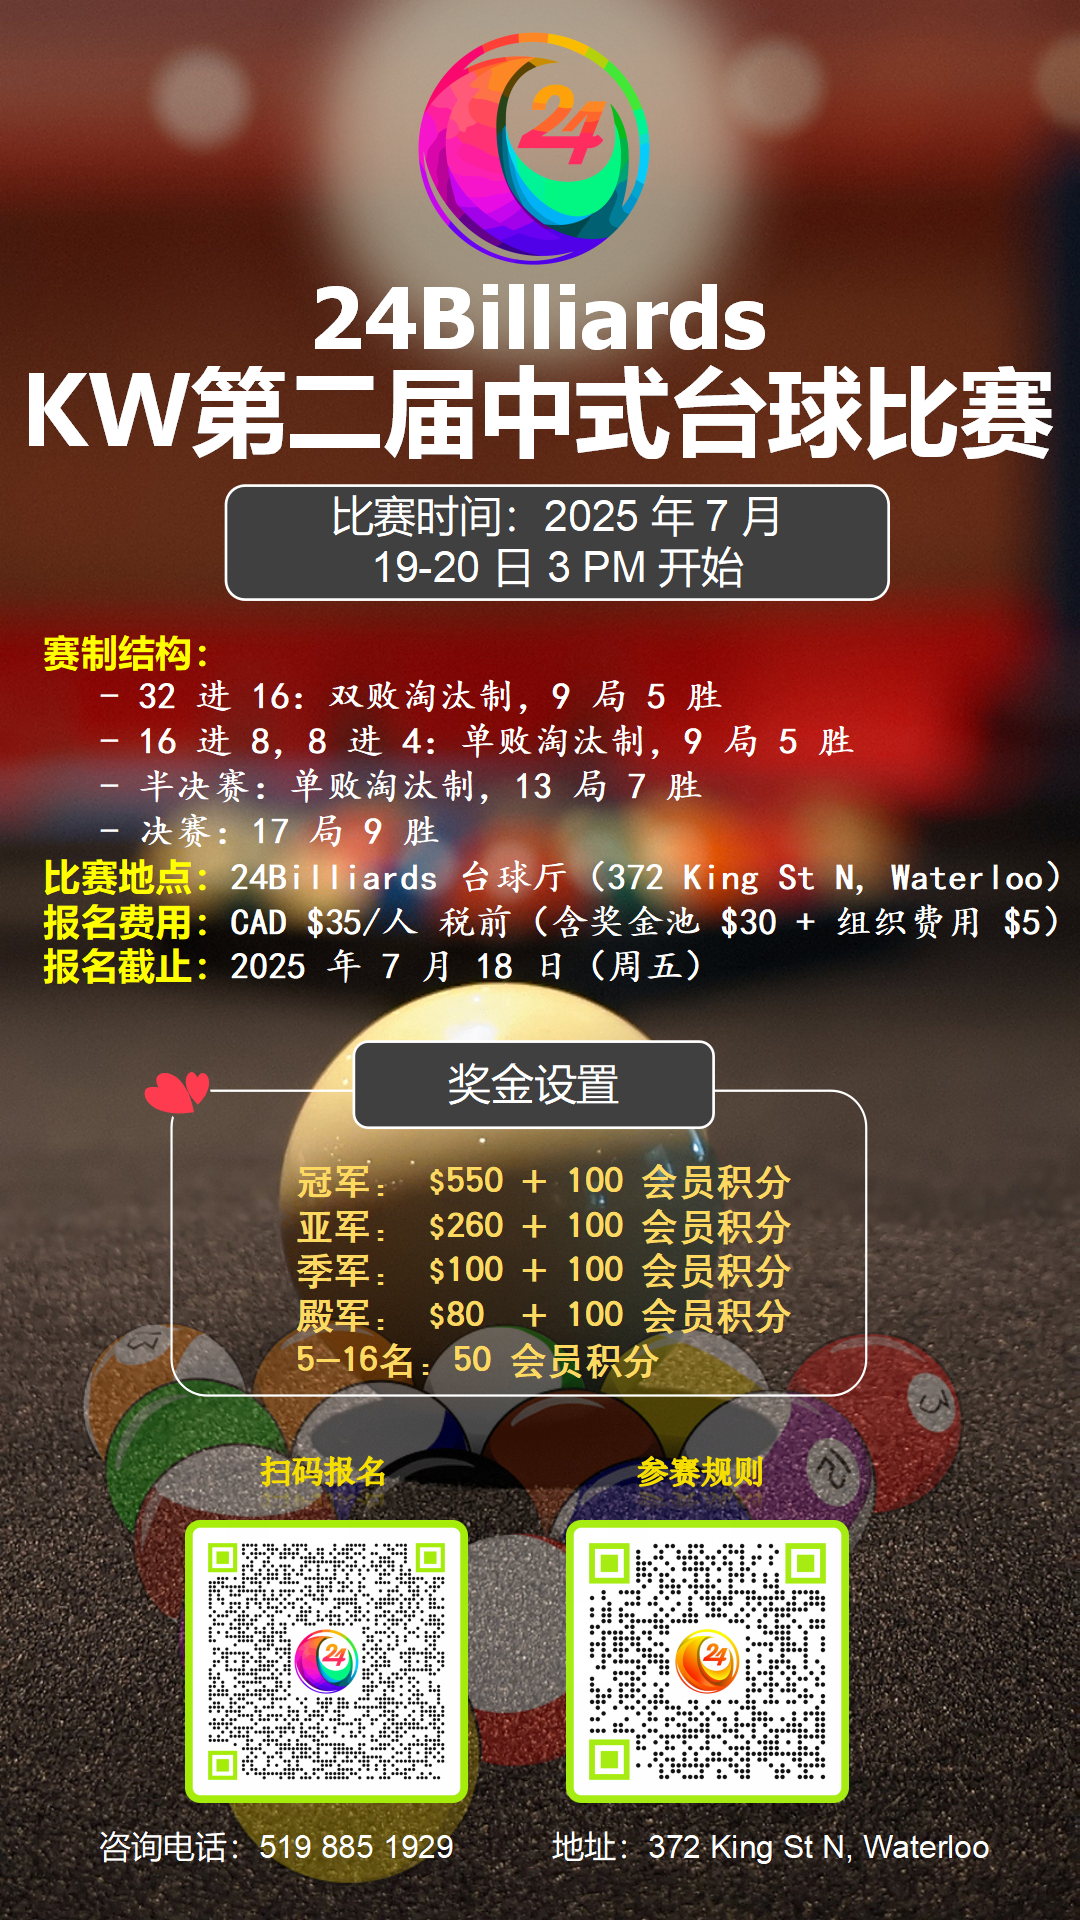 24
24Billiards
KW第二届中式台球比赛
比赛时间：2025 年 7 月
19-20 日 3 PM 开始
赛制结构：
- 32 进 16：双败淘汰制，9 局 5 胜
- 16 进 8，8 进 4：单败淘汰制，9 局 5 胜
- 半决赛：单败淘汰制，13 局 7 胜
- 决赛：17 局 9 胜
比赛地点：24Billiards 台球厅（372 King St N, Waterloo）
报名费用：CAD $35/人 税前（含奖金池 $30 + 组织费用 $5）
报名截止：2025 年 7 月 18 日（周五）
奖金设置
冠军： $550 + 100 会员积分
亚军： $260 + 100 会员积分
季军： $100 + 100 会员积分
殿军： $80 + 100 会员积分
5-16名：50 会员积分
3
扫码报名 参赛规则
24 24
咨询电话：519 885 1929 地址：372 King St N, Waterloo